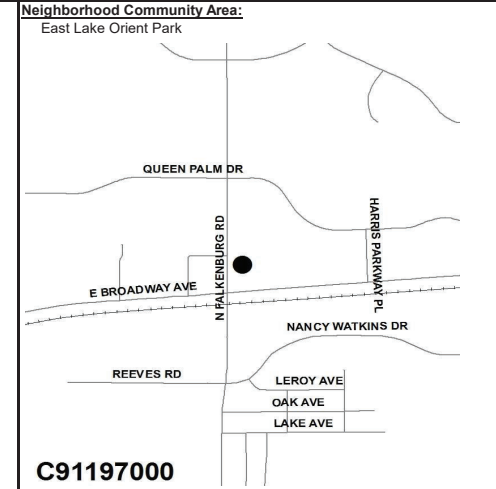 Neighborhood Community Area:
East Lake Orient Park
QUEEN PALM DR
HARRIS PARKWAY PL
N FALKENBURG RD
E BROADWAY AVE
NANCY WATKINS DR
REEVES RD
LEROY AVE
OAK AVE
LAKE AVE
C91197000